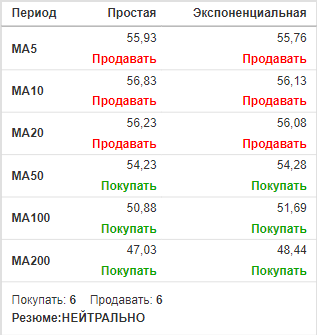 Период Простая Экспоненциальная
MA5 55,93 55,76
Продавать Продавать
MA10 56,83 56,13
Продавать Продавать
MA20 56,23 56,08
Продавать Продавать
MA50 54,23 54,28
Покупать Покупать
MA100 50,88 51,69
Покупать Покупать
MA200 47,03 48,44
Покупать Покупать
Покупать: 6 Продавать: 6
Резюме:НЕЙТРАЛЬНО